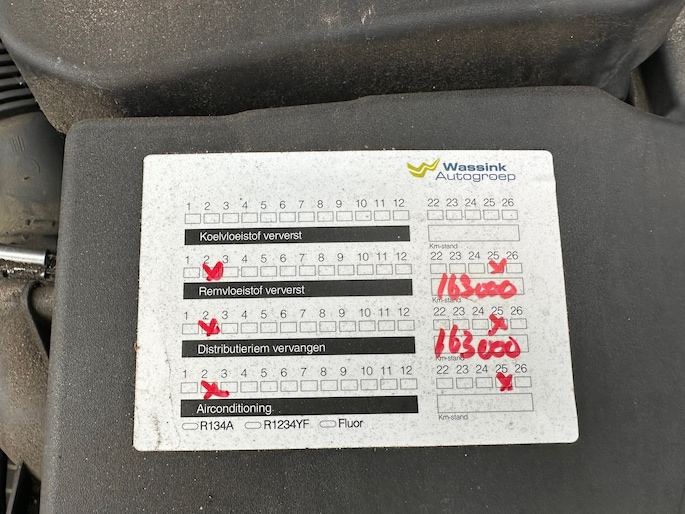 Wassink
Autogroep
1 2 3 4 5 6 7 8 9 10 11 12 22 23 24 25 26
Koelvloeistof ververst
Km-stand
1 2 3 4 5 6 7 8 9 10 11 12 22 23 24 25 26
163000
Remvloeistof ververst
Km-stand
1 2 3 4 5 6 7 8 9 10 11 12 22 23 24 25 26
163000
Distributieriem vervangen
Km-stand
1 2 3 4 5 6 7 8 9 10 11 12 22 23 24 25 26
Airconditioning
Km-stand
R134A R1234YF Fluor